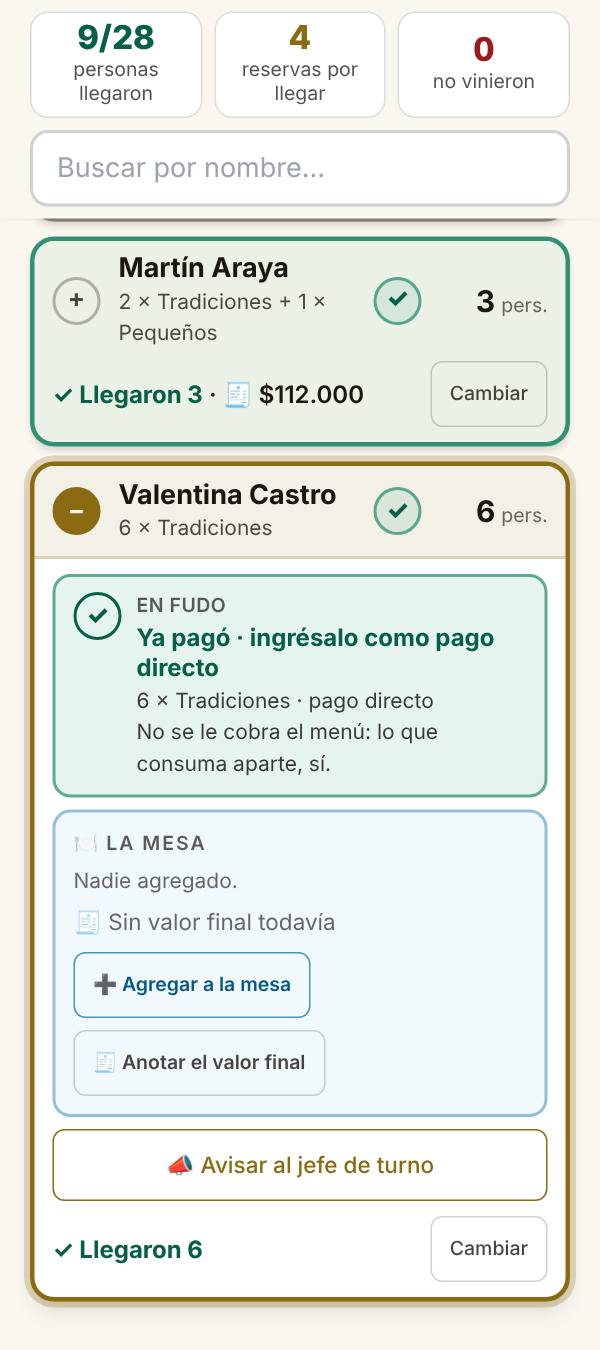 9/28
personas
llegaron
4
reservas por
llegar
0
no vinieron
Buscar por nombre...
+
Martín Araya
2 × Tradiciones + 1 ×
Pequeños
✓
3 pers.
✓ Llegaron 3 · 🧾 $112.000
Cambiar
−
Valentina Castro
6 × Tradiciones
✓
6 pers.
✓
EN FUDO
Ya pagó · ingrésalo como pago
directo
6 × Tradiciones · pago directo
No se le cobra el menú: lo que
consuma aparte, sí.
🍽️ LA MESA
Nadie agregado.
🧾 Sin valor final todavía
➕ Agregar a la mesa
🧾 Anotar el valor final
📣 Avisar al jefe de turno
✓ Llegaron 6
Cambiar